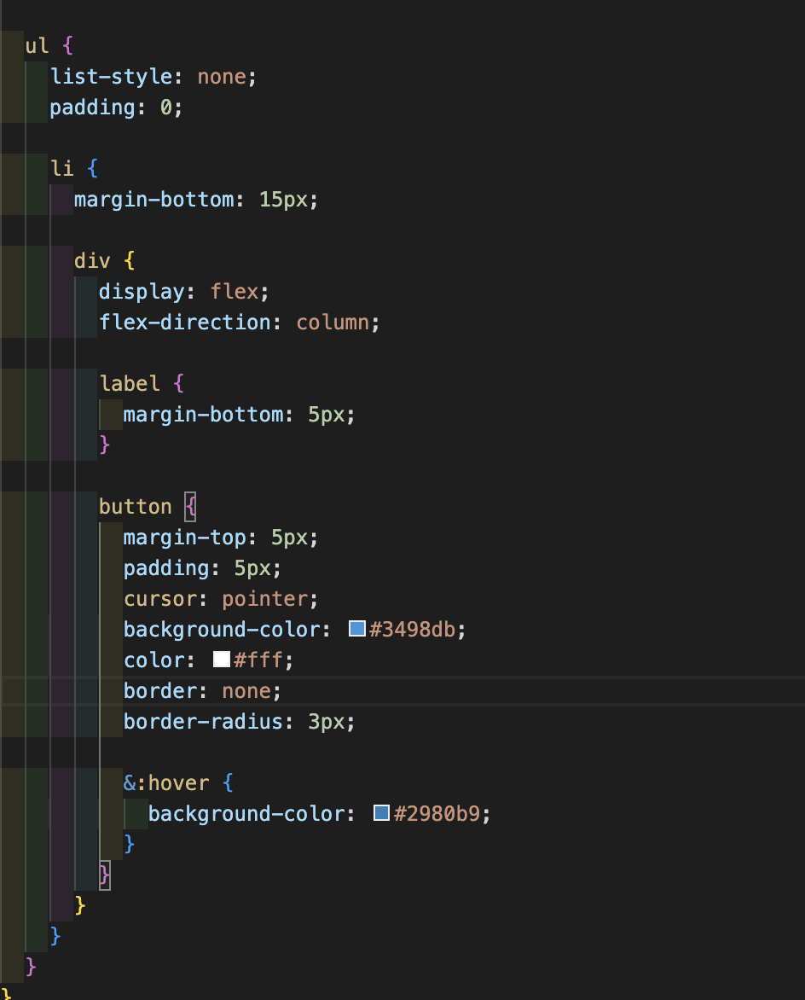 ul {
list-style: none;
padding: 0;
li {
margin-bottom: 15px;
div {
display: flex;
flex-direction: column;
label {
margin-bottom: 5px;
}
button {
margin-top: 5px;
padding: 5px;
cursor: pointer;
background-color: #3498db;
color: #fff;
border: none;
border-radius: 3px;
&:hover {
background-color: #2980b9;
}
}
}
}
}
}